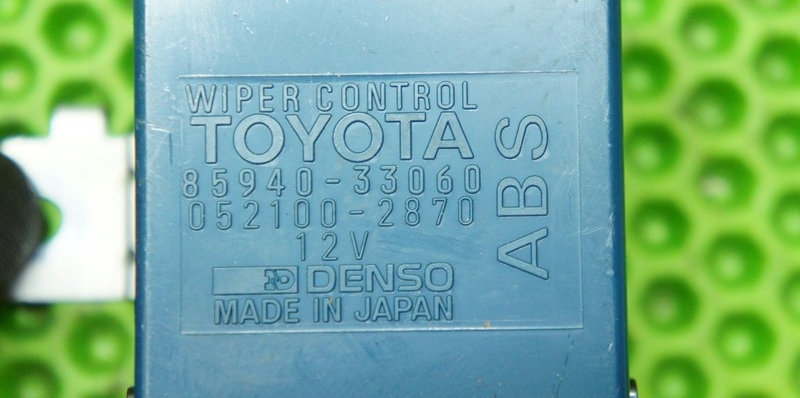 WIPER CONTROL
TOYOTA
85940-33060
052100-2870
12V
DENSO
MADE IN JAPAN
ABS